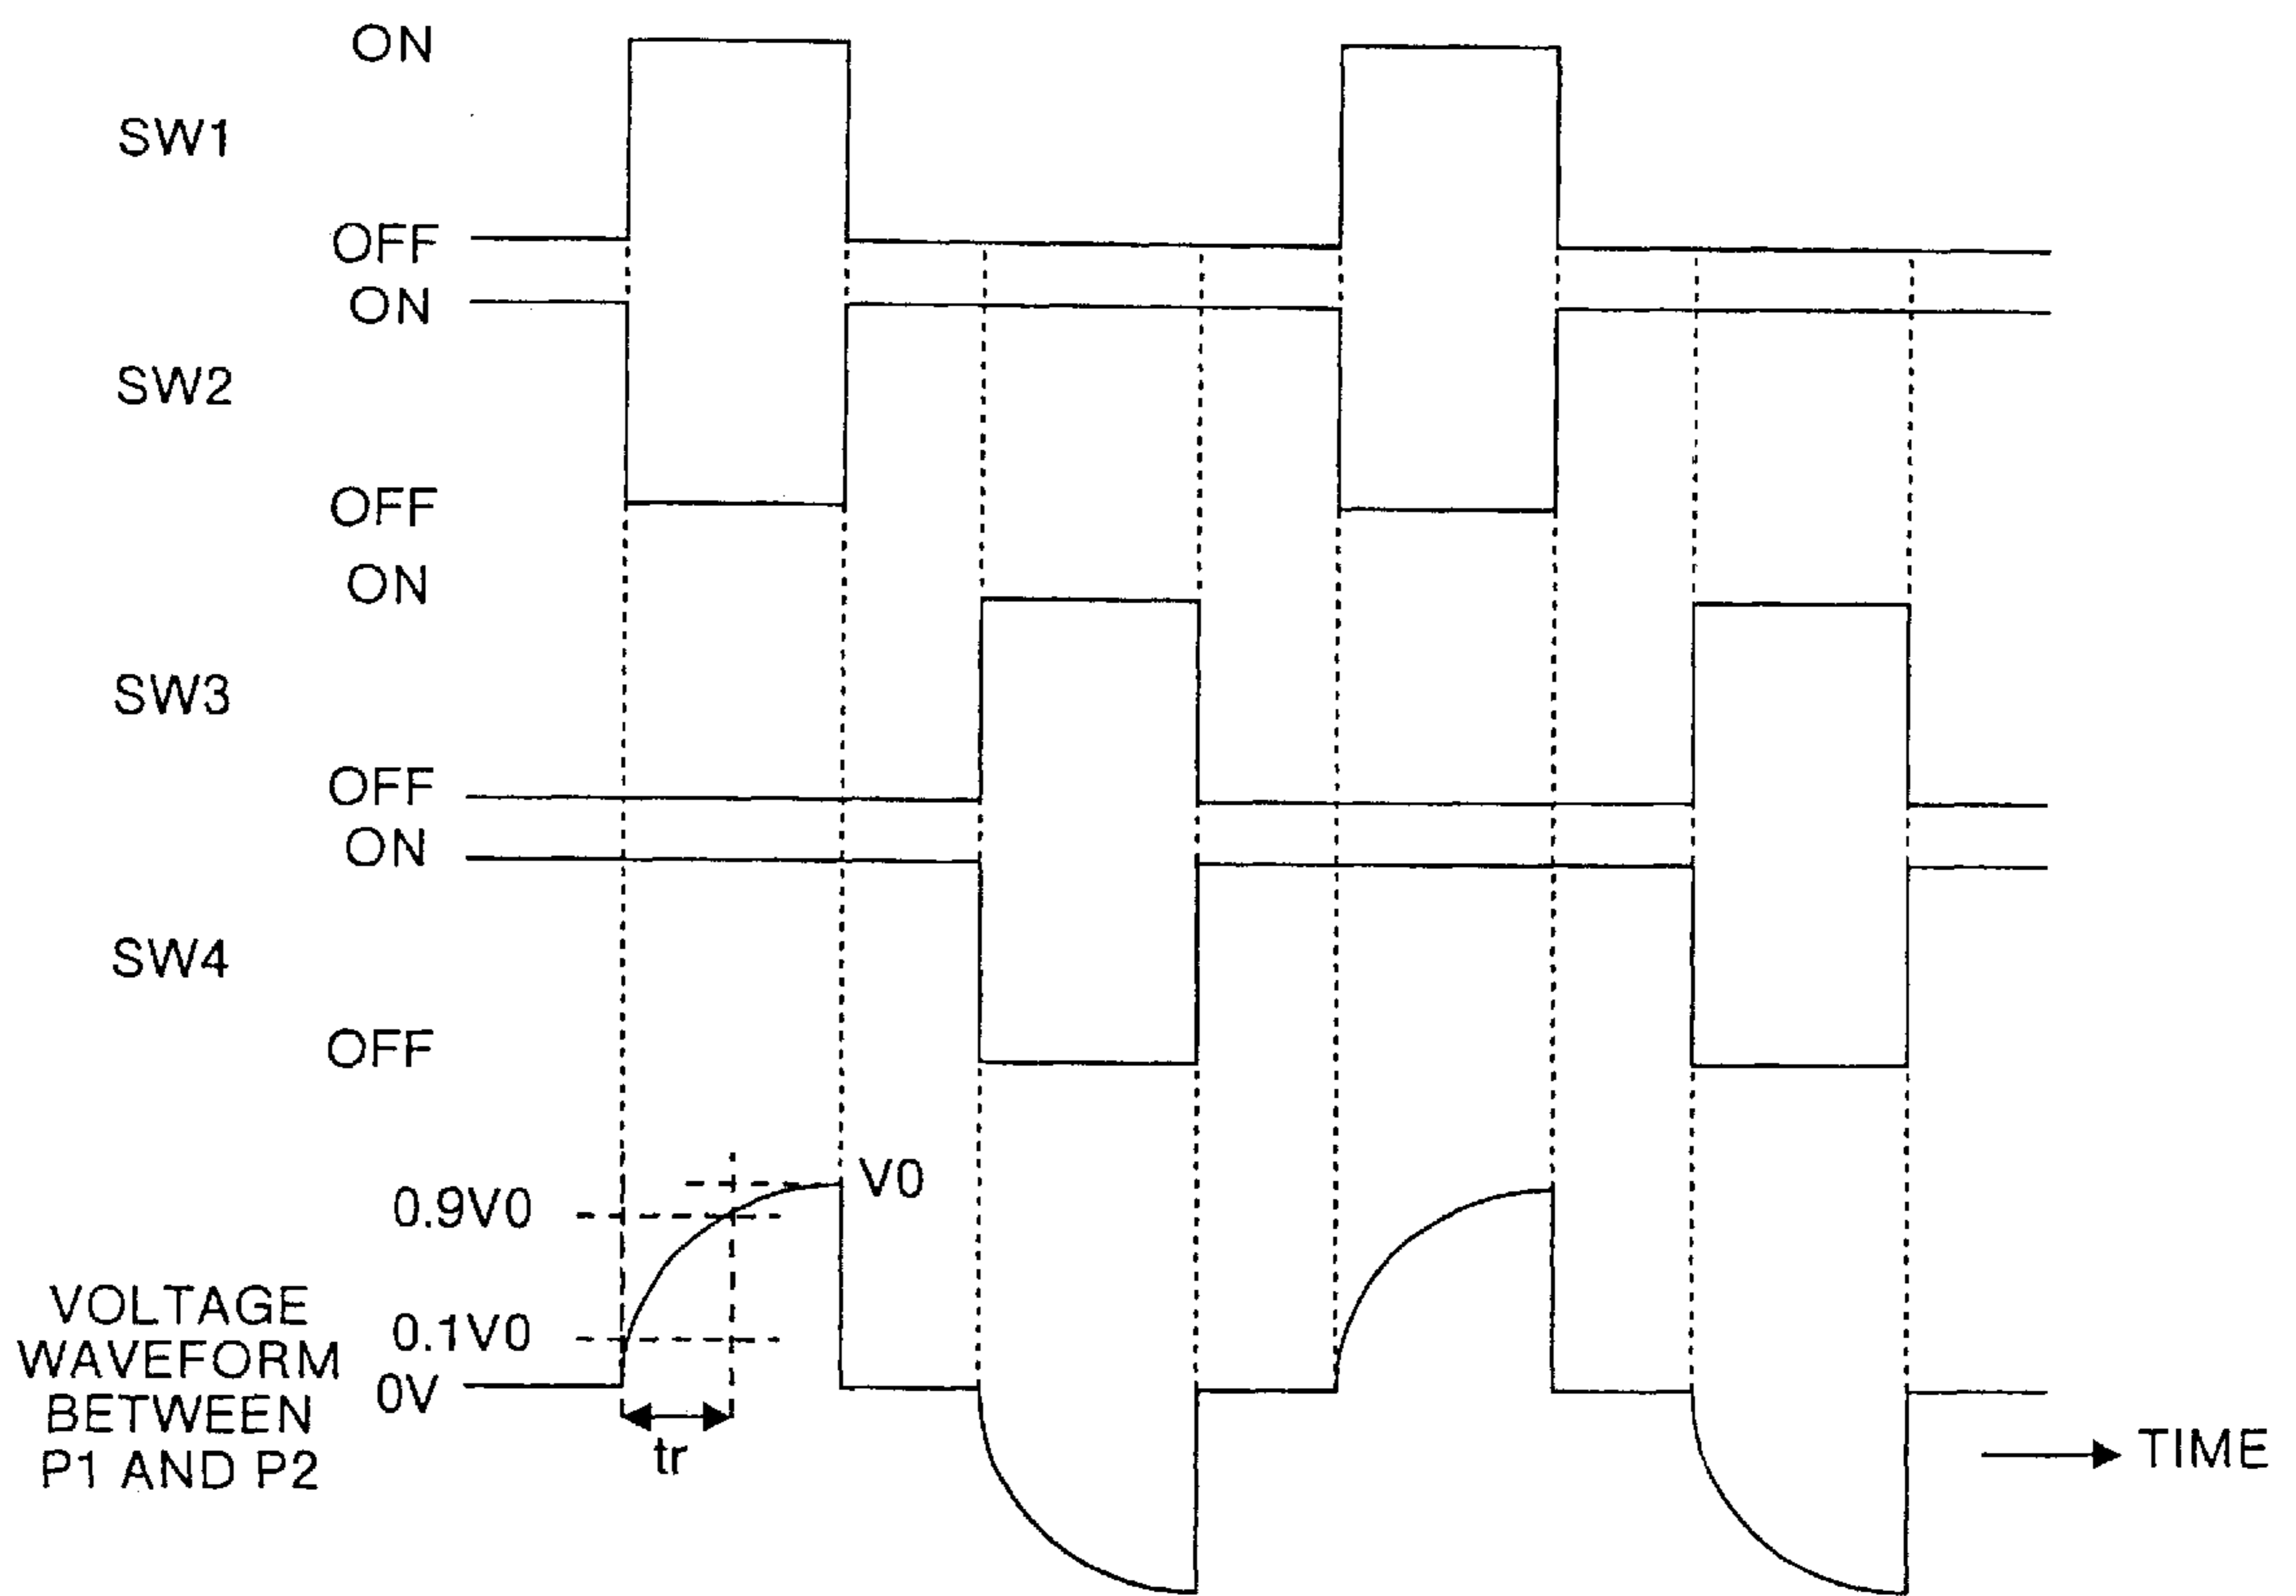 ON
SW1
OFF
ON
SW2
OFF
ON
SW3
OFF
ON
SW4
OFF
V0
0.9V0
VOLTAGE
WAVEFORM
BETWEEN
P1 AND P2
0.1V0
0V
tr
TIME